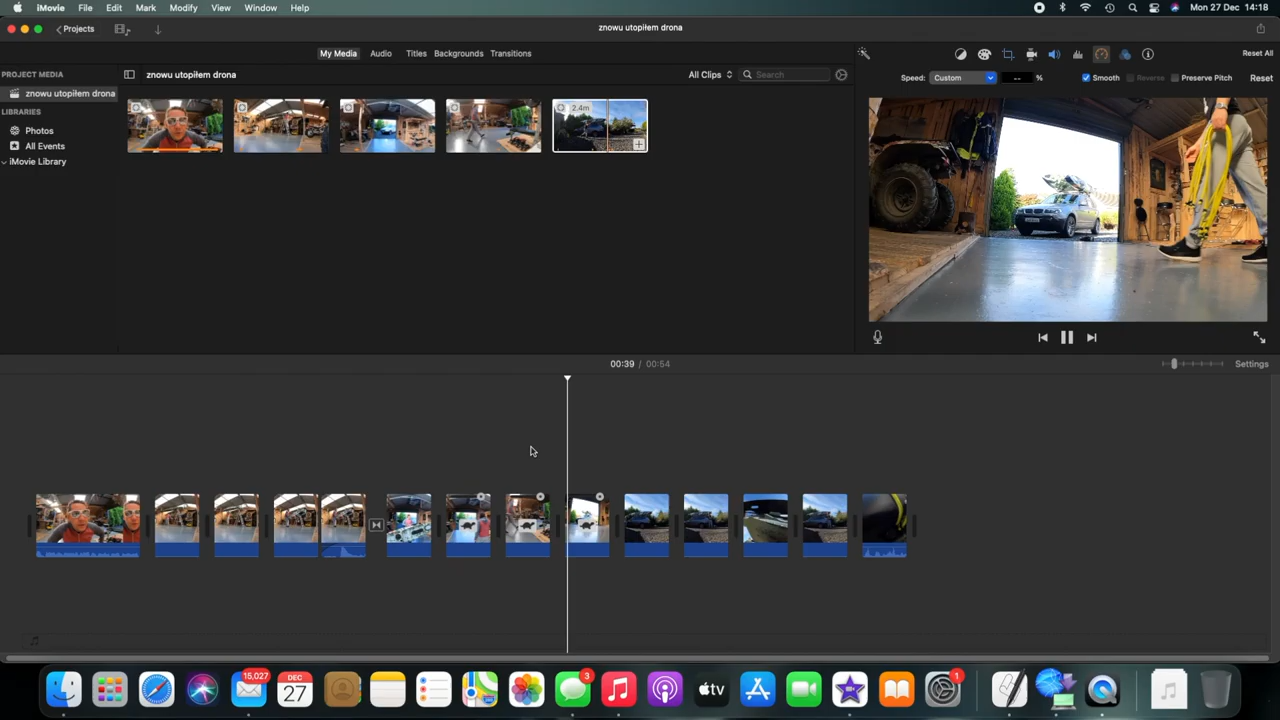 iMovie File Edit Mark Modify View Window Help Mon 27 Dec 14:18
Projects znowu utopiłem drona
My Media Audio Titles Backgrounds Transitions Reset All
PROJECT MEDIA znowu utopiłem drona All Clips Search Speed: Custom -- % Smooth Reverse Preserve Pitch Reset
znowu utopiłem drona
LIBRARIES
Photos
All Events
iMovie Library
2.4m
00:39 / 00:54 Settings
15,027 DEC 27 3 tv 1